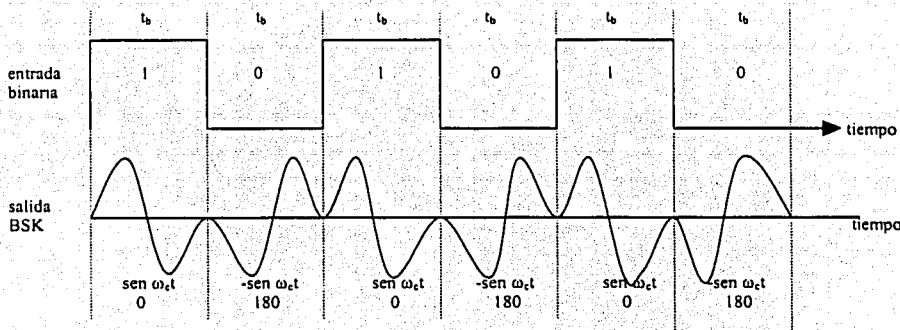 t_b t_b t_b t_b t_b t_b
entrada
binaria
1 0 1 0 1 0
tiempo
salida
BSK
tiempo
sen ω_ct -sen ω_ct sen ω_ct -sen ω_ct sen ω_ct -sen ω_ct
0 180 0 180 0 180